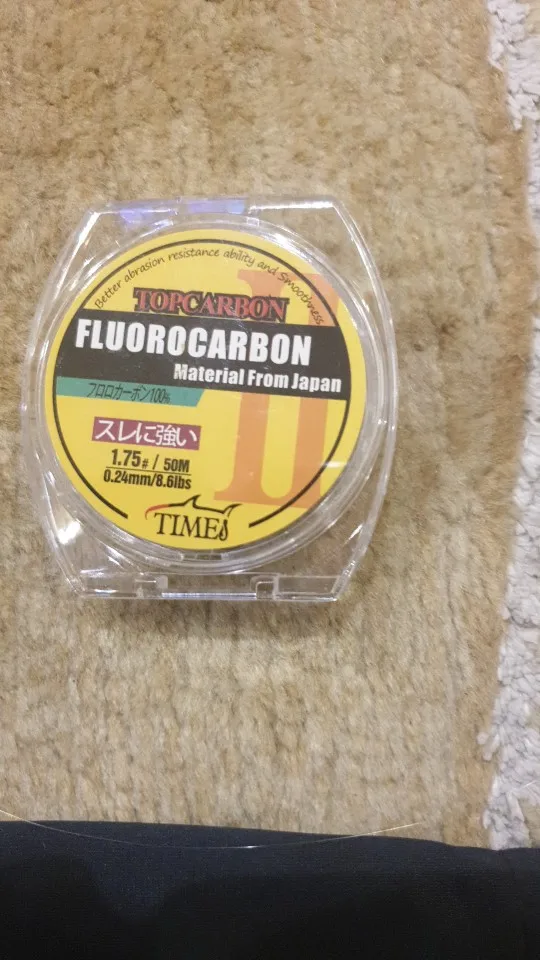 Better abrasion resistance ability and Smoothness
TOPCARBON
FLUOROCARBON
Material From Japan
フロロカーボン100%
スレに強い
II
1.75# / 50M
0.24mm/8.6lbs
TIMES